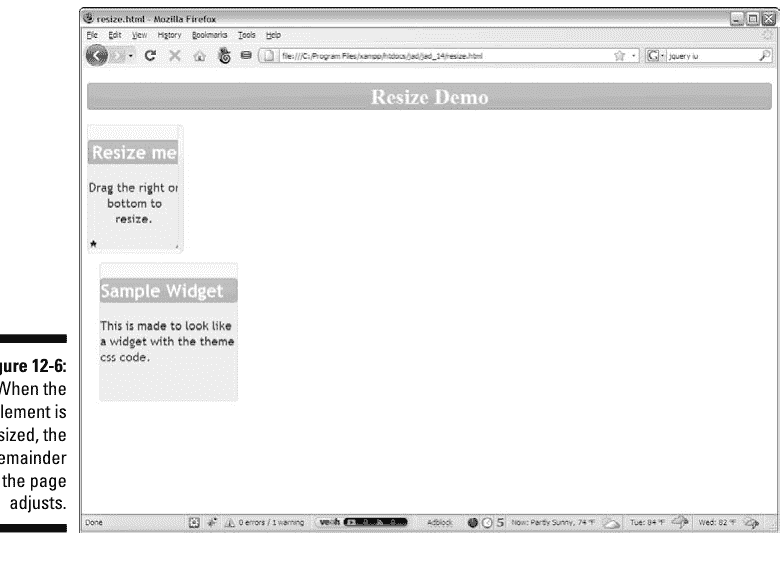 resize.html - Mozilla Firefox
File Edit View History Bookmarks Tools Help
file:///C:/Program Files/xampp/htdocs/jad/jad_14/resize.html
jquery iu
Resize Demo
Resize me
Drag the right or
bottom to
resize.
*
Sample Widget
This is made to look like
a widget with the theme
css code.
gure 12-6:
When the
lement is
sized, the
emainder
the page
adjusts.
Done
0 errors / 1 warning
veoh
Adblock
5
Now: Partly Sunny, 74 °F
Tue: 84 °F
Wed: 82 °F